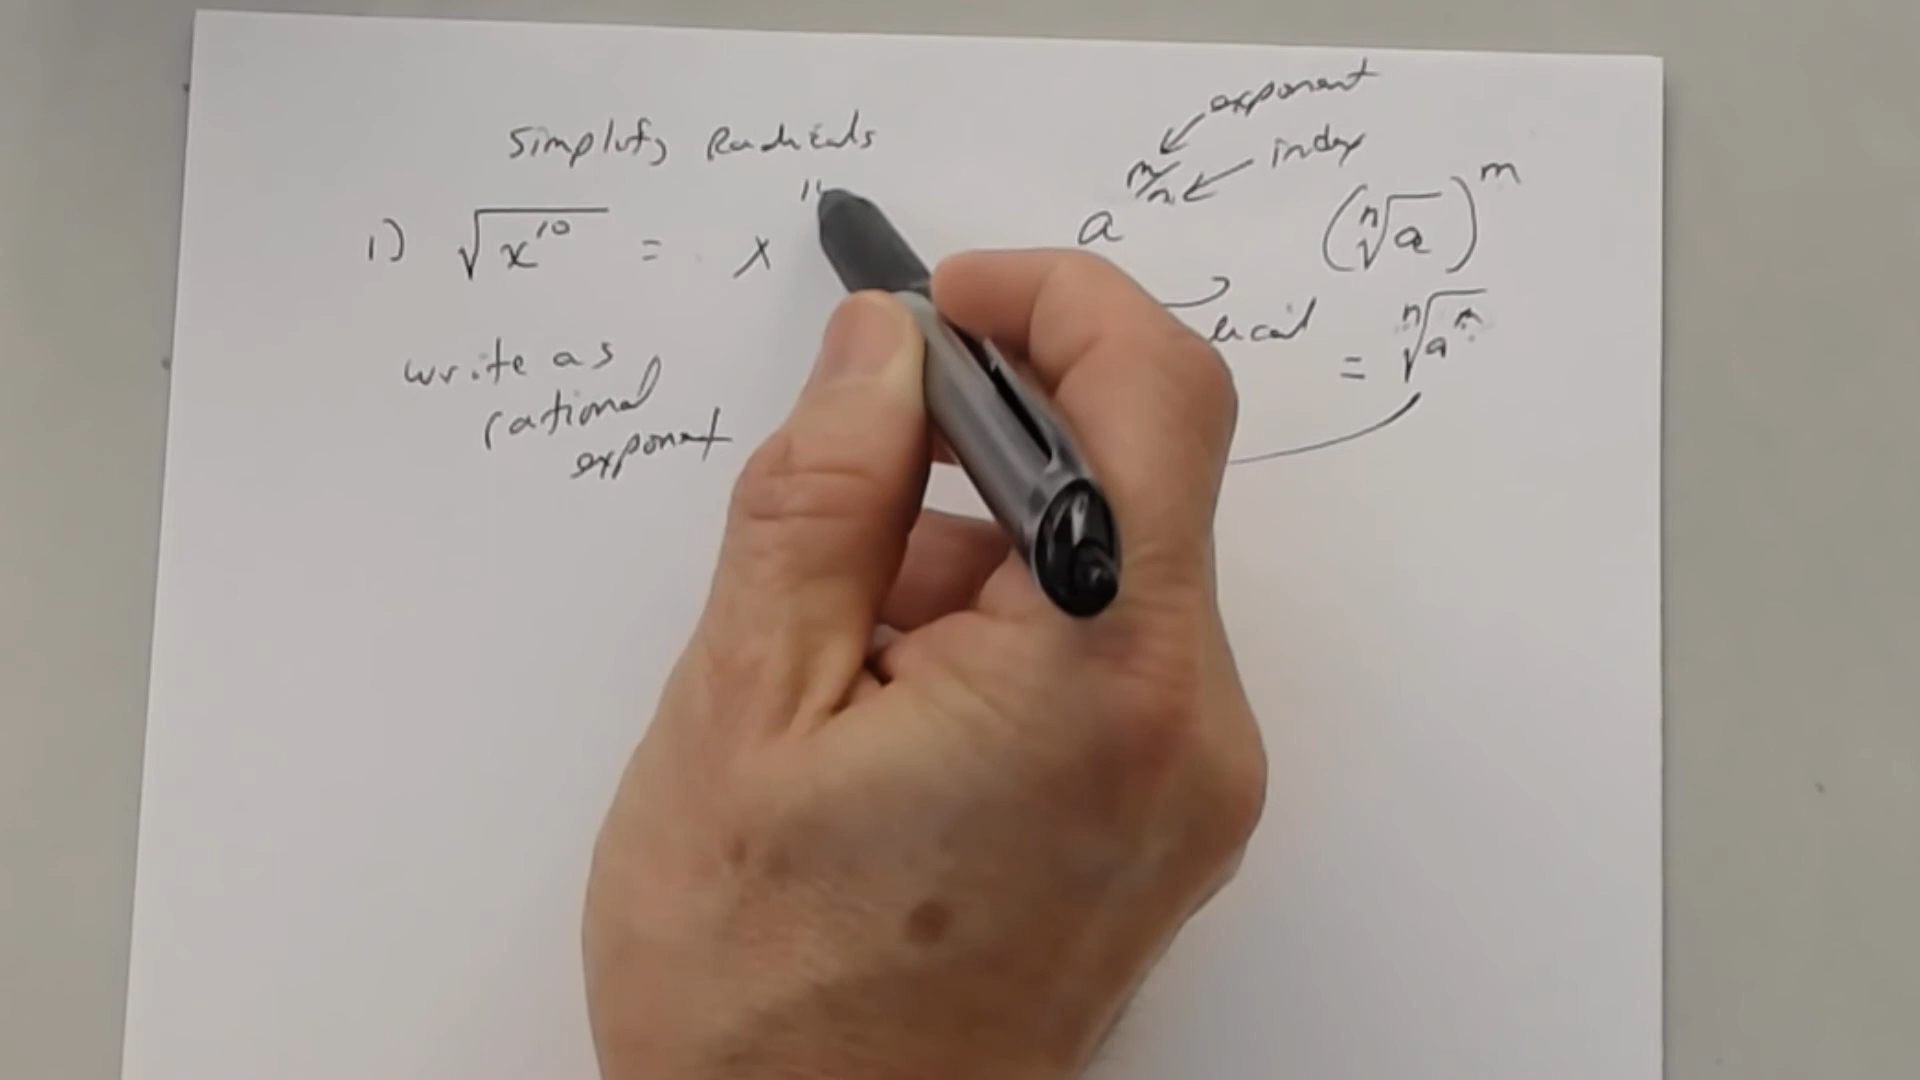 Simplify Radicals
1) √x¹⁰ = x
write as
rational
exponent
exponent
index
a^m/n
(ⁿ√a)^m
= ⁿ√a^m